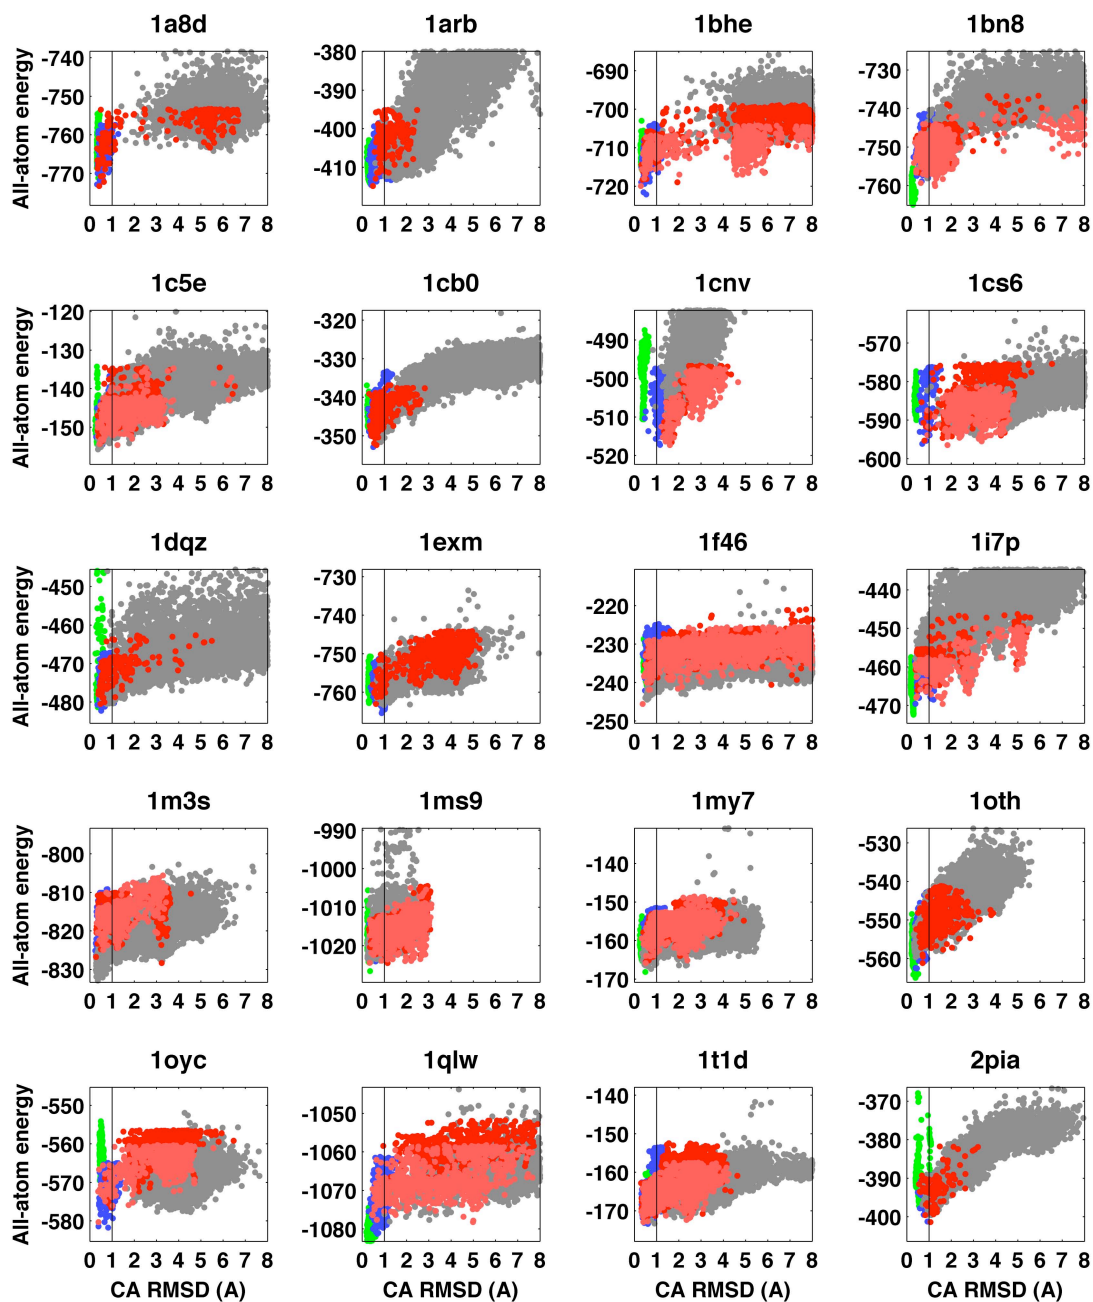 1a8d 1arb 1bhe 1bn8
All-atom energy
-740 -380 -690 -730
-750 -390 -700 -740
-760 -400 -710 -750
-770 -410 -720 -760
0 1 2 3 4 5 6 7 8 0 1 2 3 4 5 6 7 8 0 1 2 3 4 5 6 7 8 0 1 2 3 4 5 6 7 8
1c5e 1cb0 1cnv 1cs6
All-atom energy
-120 -320 -490 -570
-130 -330 -500 -580
-140 -340 -510 -590
-150 -350 -520 -600
0 1 2 3 4 5 6 7 8 0 1 2 3 4 5 6 7 8 0 1 2 3 4 5 6 7 8 0 1 2 3 4 5 6 7 8
1dqz 1exm 1f46 1i7p
All-atom energy
-450 -730 -220 -440
-460 -740 -230 -450
-470 -750 -240 -460
-480 -760 -250 -470
0 1 2 3 4 5 6 7 8 0 1 2 3 4 5 6 7 8 0 1 2 3 4 5 6 7 8 0 1 2 3 4 5 6 7 8
1m3s 1ms9 1my7 1oth
All-atom energy
-800 -990 -140 -530
-810 -1000 -150 -540
-820 -1010 -160 -550
-830 -1020 -170 -560
0 1 2 3 4 5 6 7 8 0 1 2 3 4 5 6 7 8 0 1 2 3 4 5 6 7 8 0 1 2 3 4 5 6 7 8
1oyc 1qlw 1t1d 2pia
All-atom energy
-550 -1050 -140 -370
-560 -1060 -150 -380
-570 -1070 -160 -390
-580 -1080 -170 -400
0 1 2 3 4 5 6 7 8 0 1 2 3 4 5 6 7 8 0 1 2 3 4 5 6 7 8 0 1 2 3 4 5 6 7 8
CA RMSD (A) CA RMSD (A) CA RMSD (A) CA RMSD (A)